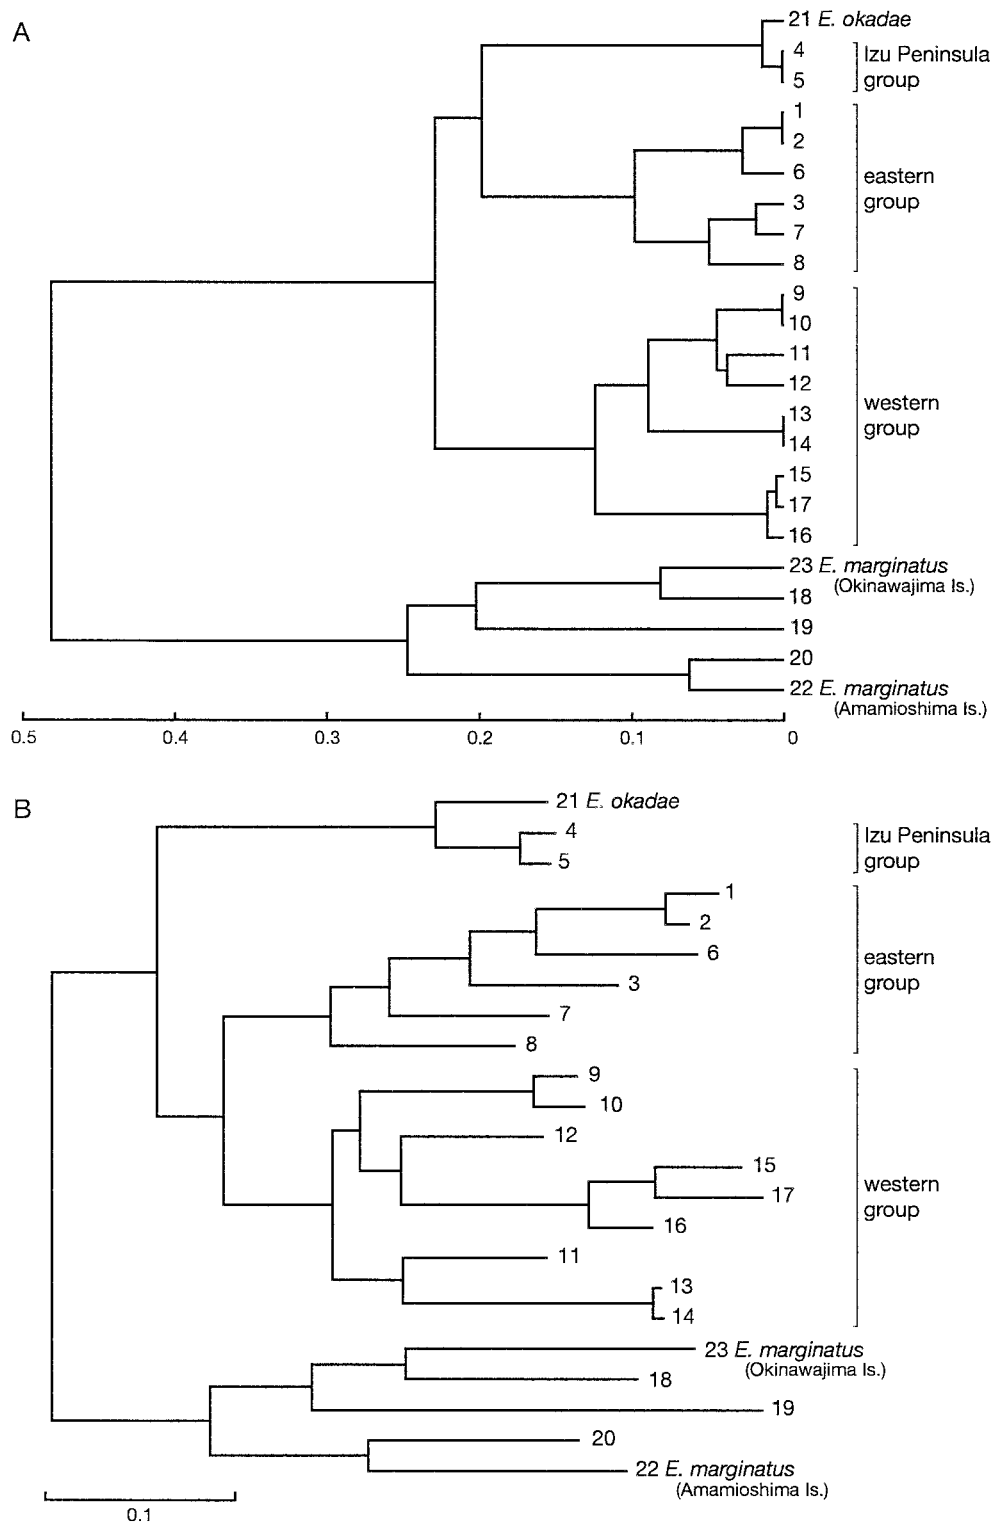 A
21 E. okadae
4
5
Izu Peninsula
group
1
2
6
3
7
8
eastern
group
9
10
11
12
13
14
15
17
16
western
group
23 E. marginatus
(Okinawajima Is.)
18
19
20
22 E. marginatus
(Amamioshima Is.)
0.5 0.4 0.3 0.2 0.1 0
B
21 E. okadae
4
5
Izu Peninsula
group
1
2
6
3
7
8
eastern
group
9
10
12
15
17
16
11
13
14
western
group
23 E. marginatus
(Okinawajima Is.)
18
19
20
22 E. marginatus
(Amamioshima Is.)
0.1